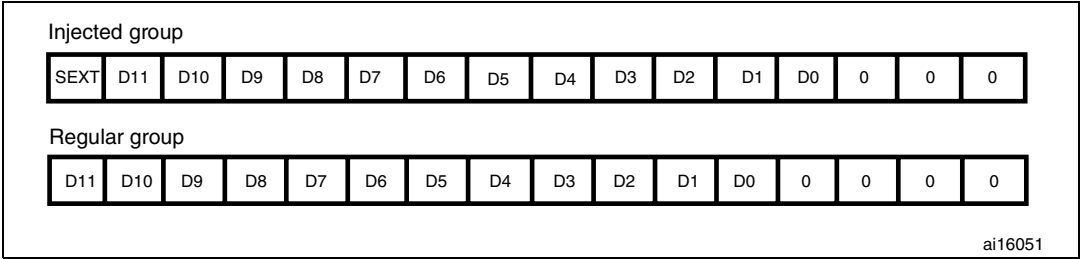 Injected group
SEXT D11 D10 D9 D8 D7 D6 D5 D4 D3 D2 D1 D0 0 0 0
Regular group
D11 D10 D9 D8 D7 D6 D5 D4 D3 D2 D1 D0 0 0 0 0
ai16051